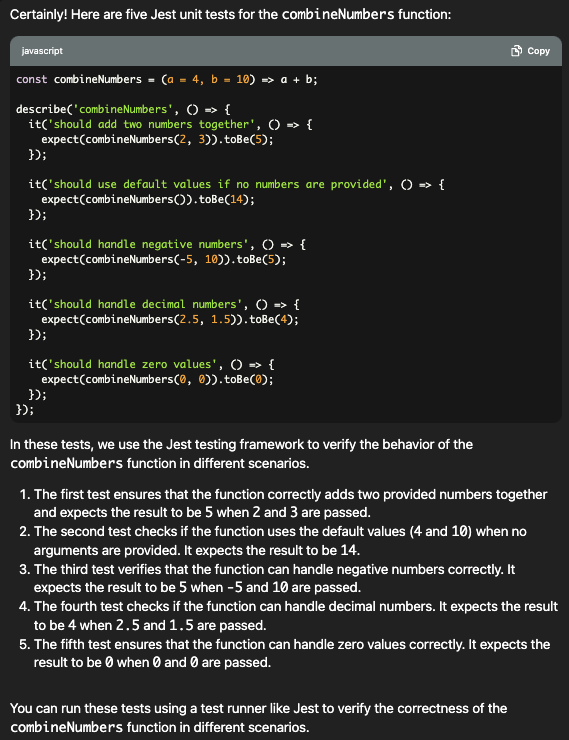 Certainly! Here are five Jest unit tests for the combineNumbers function:
javascript
Copy
const combineNumbers = (a = 4, b = 10) => a + b;
describe('combineNumbers', () => {
it('should add two numbers together', () => {
expect(combineNumbers(2, 3)).toBe(5);
});
it('should use default values if no numbers are provided', () => {
expect(combineNumbers()).toBe(14);
});
it('should handle negative numbers', () => {
expect(combineNumbers(-5, 10)).toBe(5);
});
it('should handle decimal numbers', () => {
expect(combineNumbers(2.5, 1.5)).toBe(4);
});
it('should handle zero values', () => {
expect(combineNumbers(0, 0)).toBe(0);
});
});
In these tests, we use the Jest testing framework to verify the behavior of the
combineNumbers function in different scenarios.
1. The first test ensures that the function correctly adds two provided numbers together
and expects the result to be 5 when 2 and 3 are passed.
2. The second test checks if the function uses the default values (4 and 10) when no
arguments are provided. It expects the result to be 14.
3. The third test verifies that the function can handle negative numbers correctly. It
expects the result to be 5 when -5 and 10 are passed.
4. The fourth test checks if the function can handle decimal numbers. It expects the result
to be 4 when 2.5 and 1.5 are passed.
5. The fifth test ensures that the function can handle zero values correctly. It expects the
result to be 0 when 0 and 0 are passed.
You can run these tests using a test runner like Jest to verify the correctness of the
combineNumbers function in different scenarios.